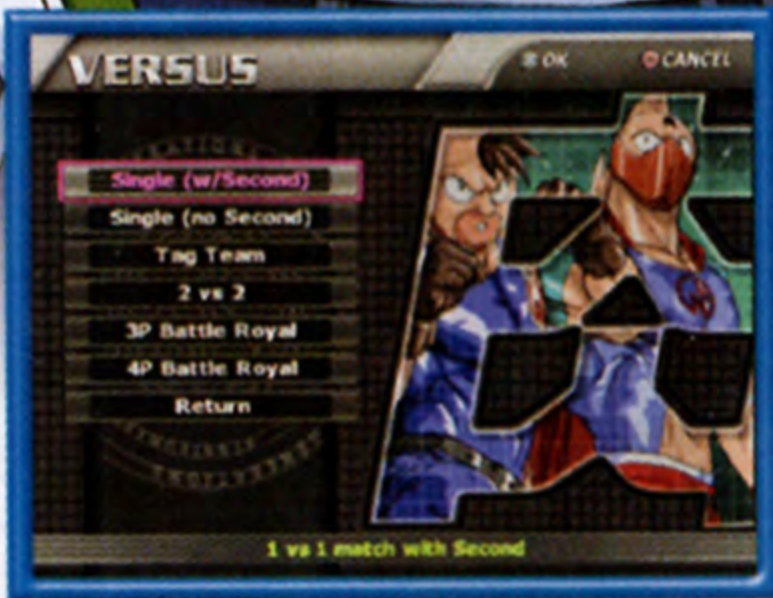 VERSUS
OK
CANCEL
Single (w/Second)
Single (no Second)
Tag Team
2 vs 2
3P Battle Royal
4P Battle Royal
Return
1 vs 1 match with Second